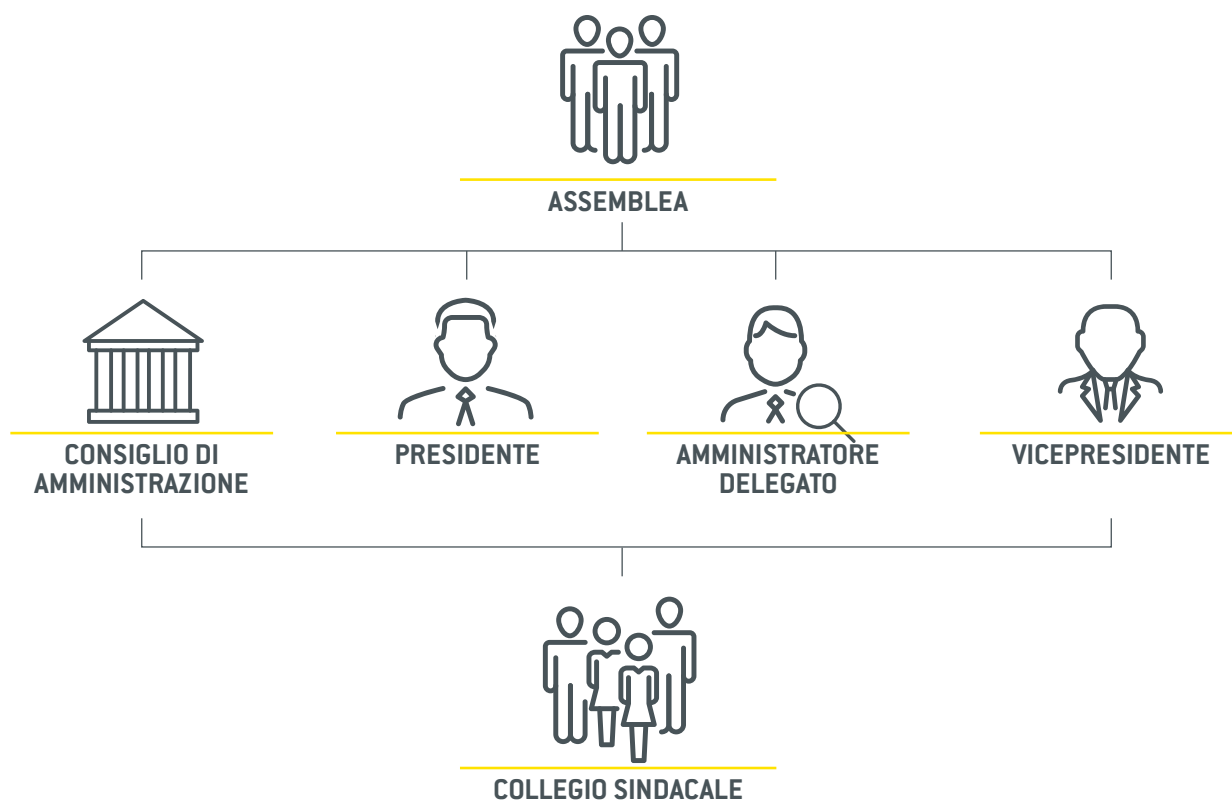 ASSEMBLEA
CONSIGLIO DI
AMMINISTRAZIONE
PRESIDENTE
AMMINISTRATORE
DELEGATO
VICEPRESIDENTE
COLLEGIO SINDACALE